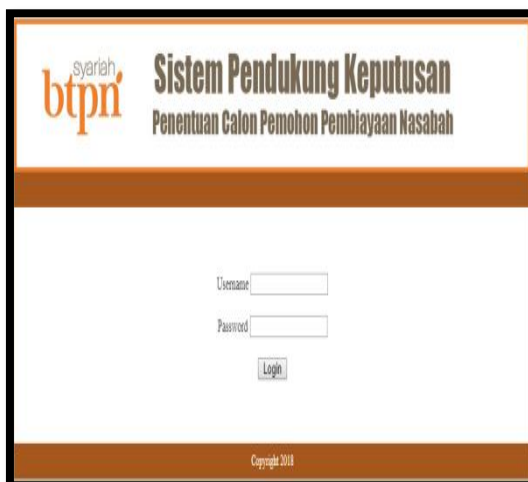 syariah
btpn
Sistem Pendukung Keputusan
Penentuan Calon Pemohon Pembiayaan Nasabah
Username
Password
Login
Copyright 2018